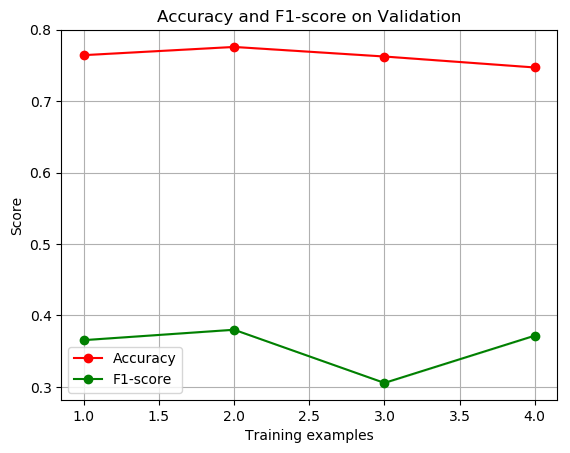 Accuracy and F1-score on Validation
0.8
0.7
0.6
0.5
0.4
0.3
Score
Accuracy
F1-score
1.0 1.5 2.0 2.5 3.0 3.5 4.0
Training examples